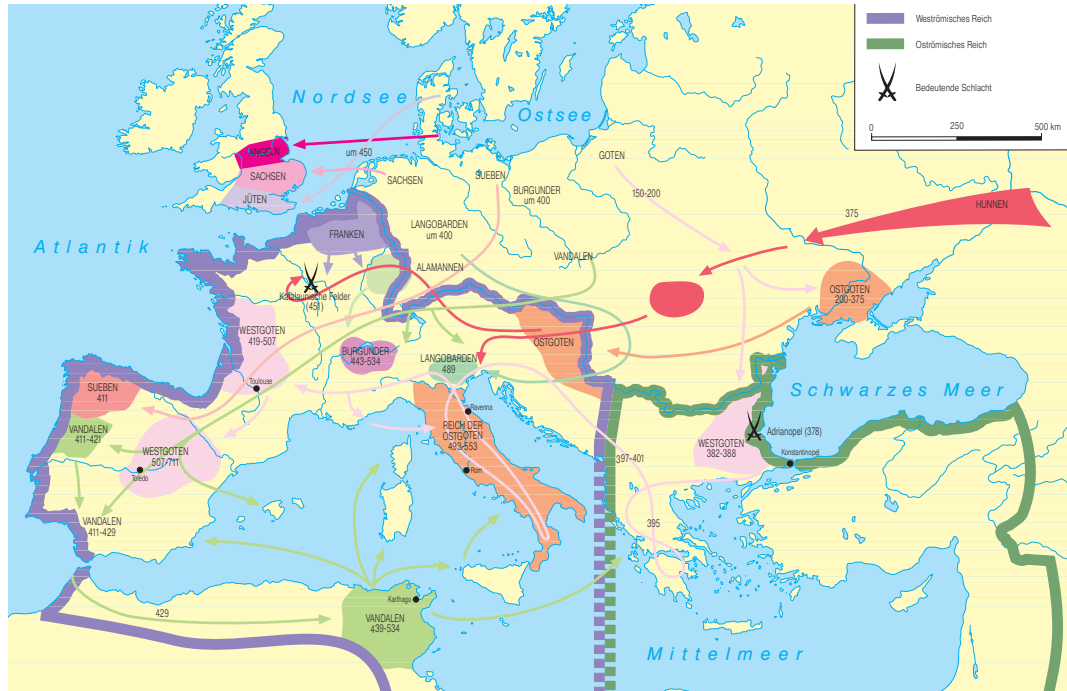 Weströmisches Reich
Oströmisches Reich
Bedeutende Schlacht
0 250 500 km
Nordsee
Ostsee
Atlantik
Schwarzes Meer
Mittelmeer
ANGELN
um 450
SACHSEN
JÜTEN
SACHSEN
SUEBEN
GOTEN
150-200
BURGUNDER
um 400
375
HUNNEN
FRANKEN
LANGOBARDEN
um 400
ALAMANNEN
VANDALEN
Katalaunische Felder
(451)
OSTGOTEN
200-375
WESTGOTEN
419-507
BURGUNDER
443-534
LANGOBARDEN
489
OSTGOTEN
Toulouse
SUEBEN
411
VANDALEN
411-421
WESTGOTEN
507-711
Toledo
VANDALEN
411-429
Ravenna
REICH DER
OSTGOTEN
493-553
Rom
WESTGOTEN
382-388
Adrianopel (378)
Konstantinopel
397-401
395
429
Karthago
VANDALEN
439-534